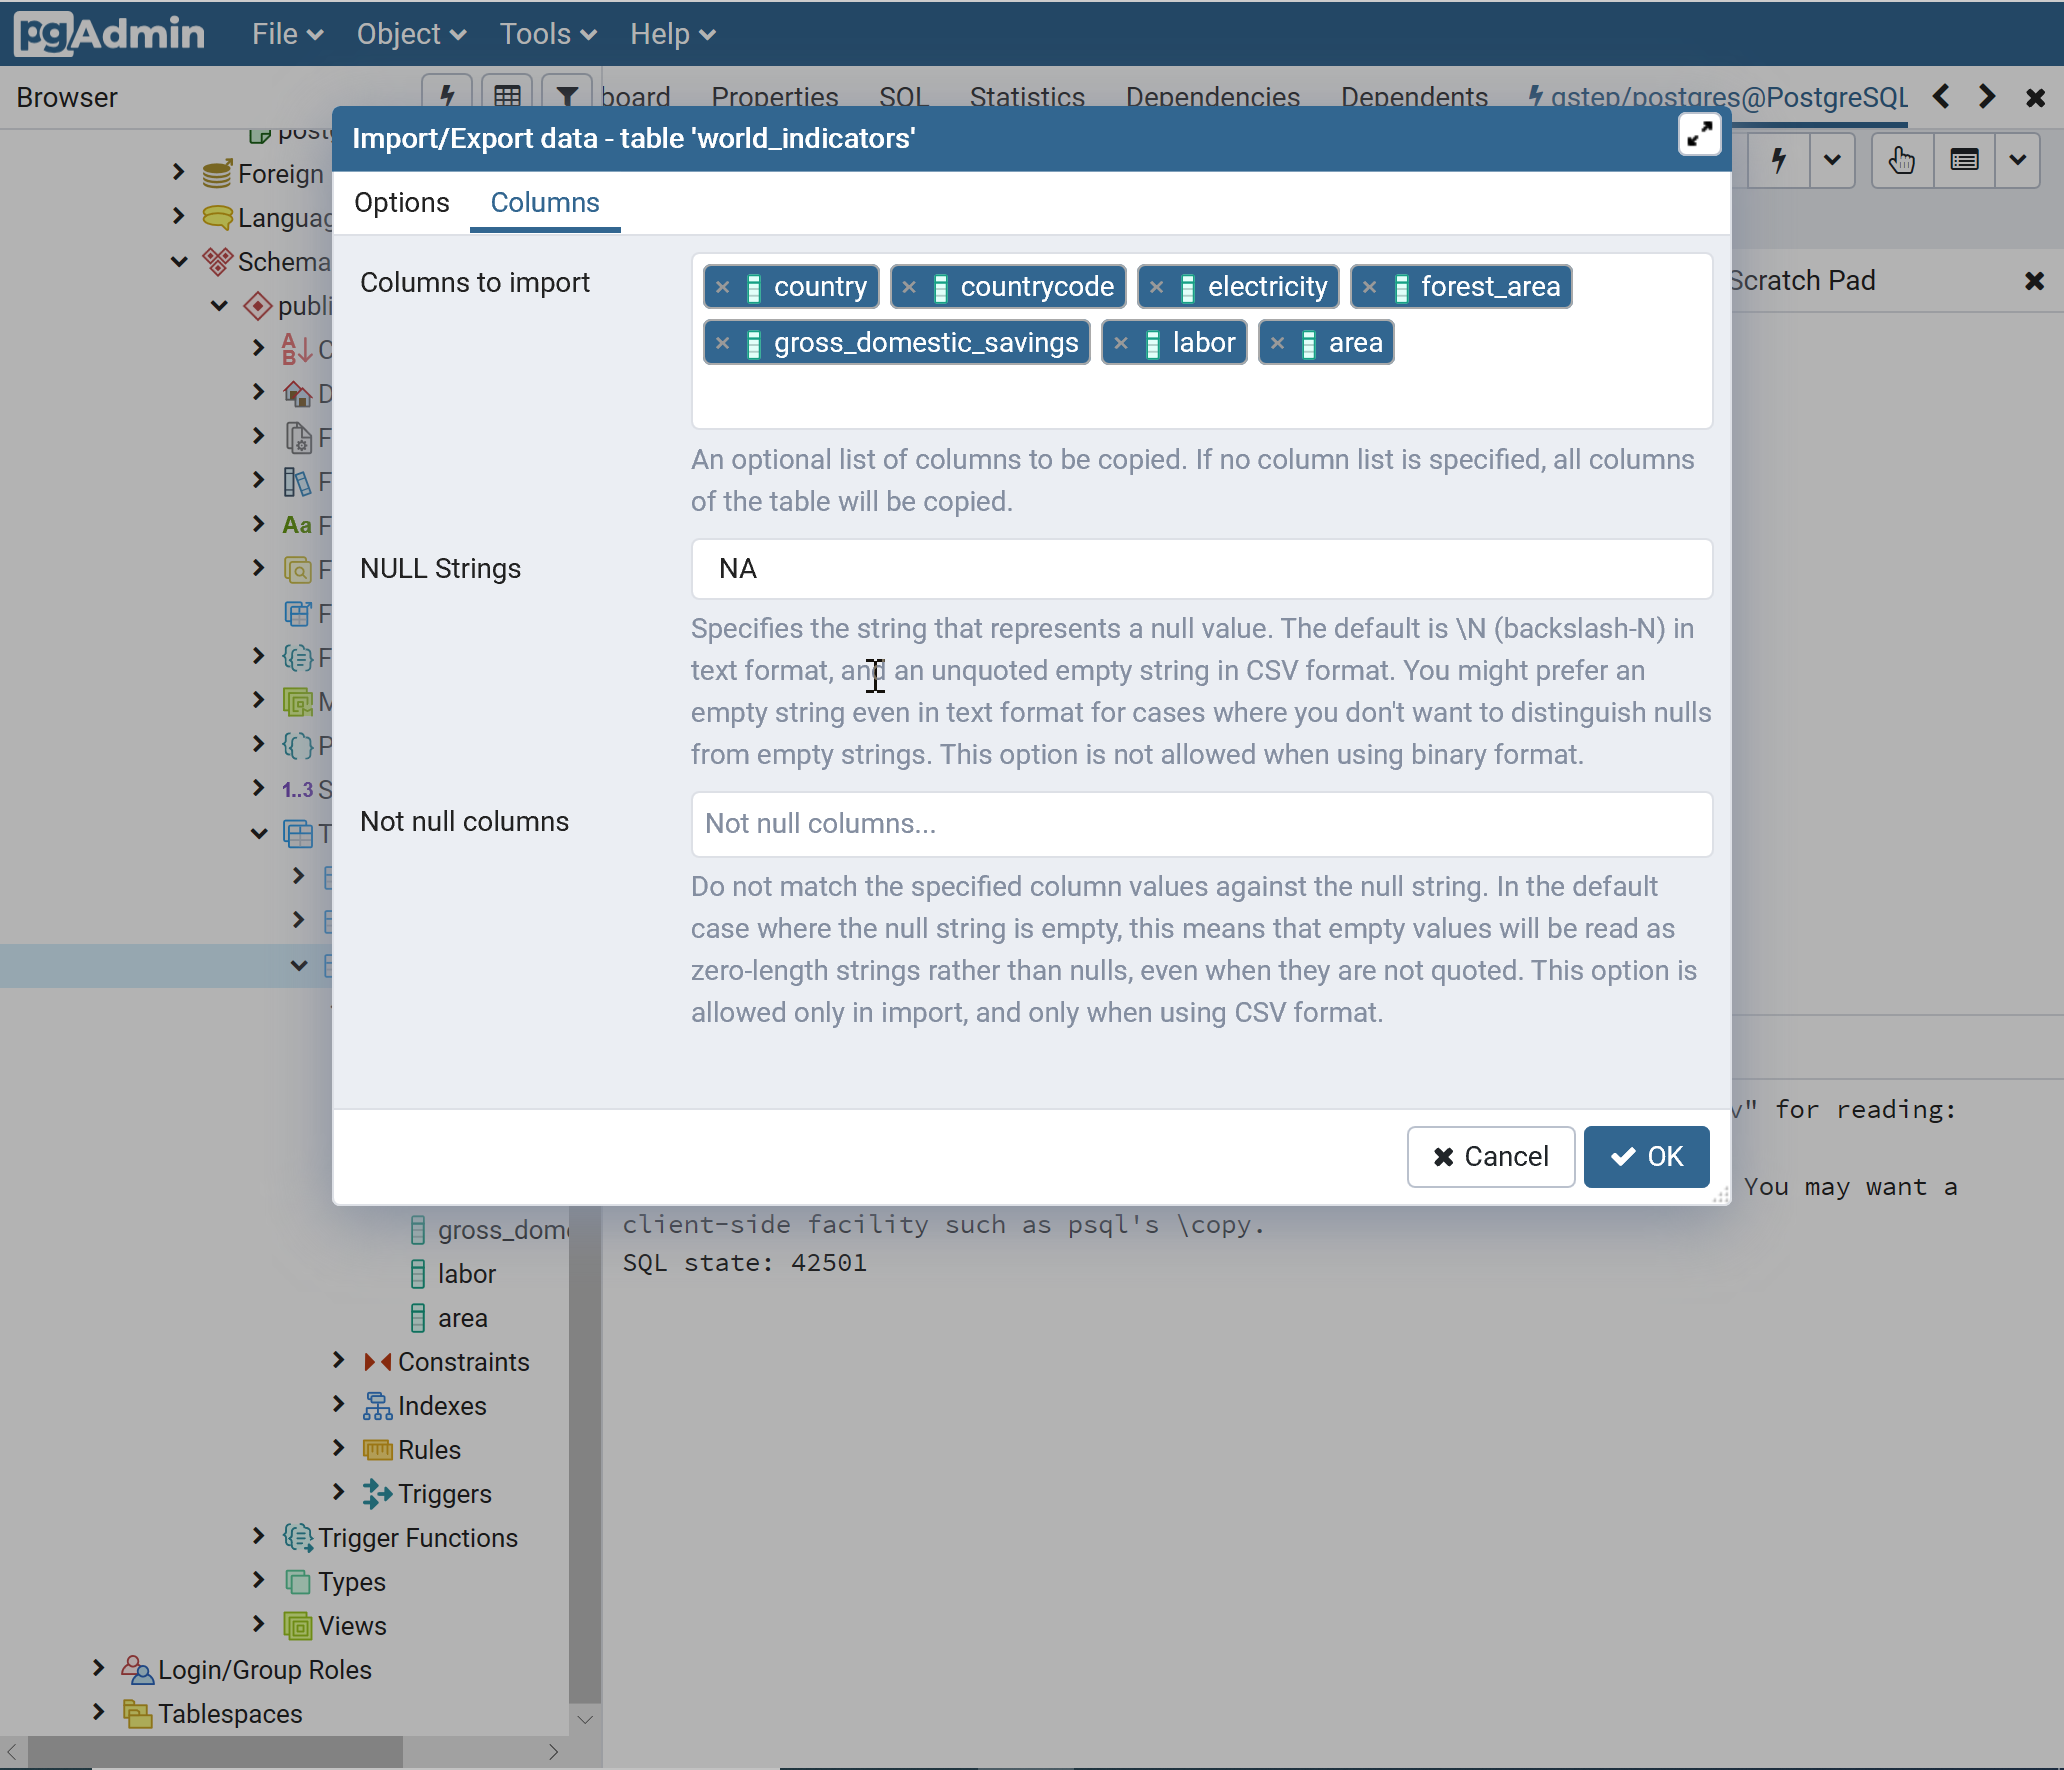 pgAdmin File Object Tools Help
Browser
board Properties SQL Statistics Dependencies Dependents qstep/postgres@PostgreSQL
Import/Export data - table 'world_indicators'
Options Columns
Foreign
Schema
1..3 S
Aa F
Scratch Pad
Columns to import
country countrycode electricity forest_area
gross_domestic_savings labor area
An optional list of columns to be copied. If no column list is specified, all columns
of the table will be copied.
NULL Strings
NA
Specifies the string that represents a null value. The default is \N (backslash-N) in
text format, and an unquoted empty string in CSV format. You might prefer an
empty string even in text format for cases where you don't want to distinguish nulls
from empty strings. This option is not allowed when using binary format.
Not null columns
Not null columns...
Do not match the specified column values against the null string. In the default
case where the null string is empty, this means that empty values will be read as
zero-length strings rather than nulls, even when they are not quoted. This option is
allowed only in import, and only when using CSV format.
Cancel OK
v" for reading:
You may want a
client-side facility such as psql's \copy.
SQL state: 42501
gross_dom
labor
area
Constraints
Indexes
Rules
Triggers
Trigger Functions
Types
Views
Login/Group Roles
Tablespaces